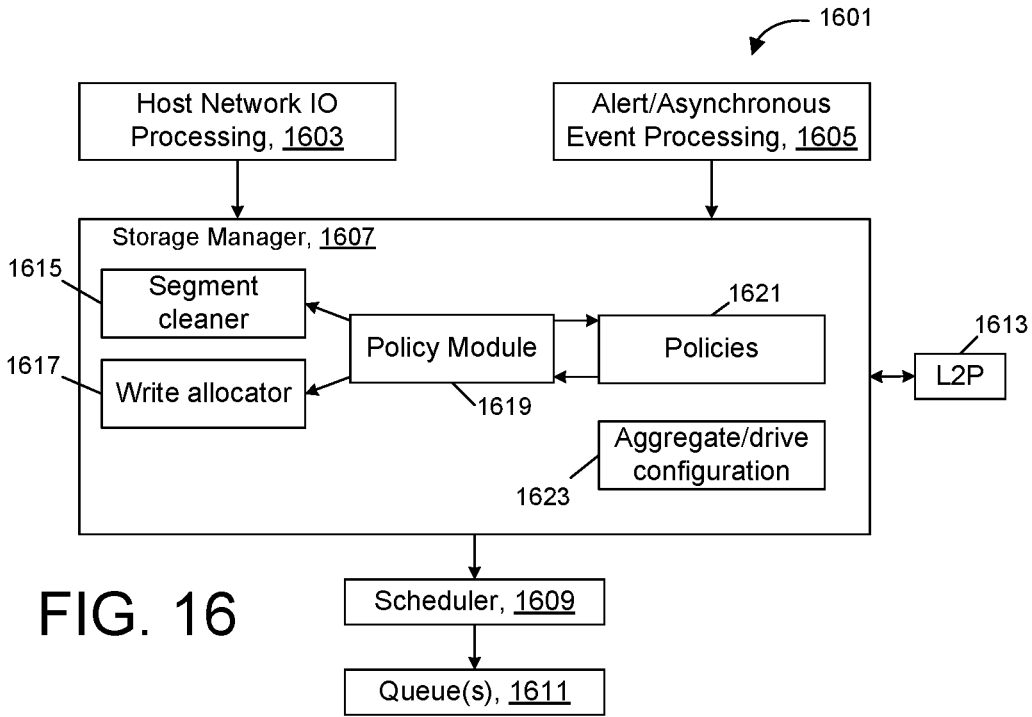 1601
Host Network IO
Processing, 1603
Alert/Asynchronous
Event Processing, 1605
Storage Manager, 1607
1615
Segment
cleaner
1621
1613
Policy Module
Policies
L2P
1617
Write allocator
1619
Aggregate/drive
configuration
1623
Scheduler, 1609
FIG. 16
Queue(s), 1611